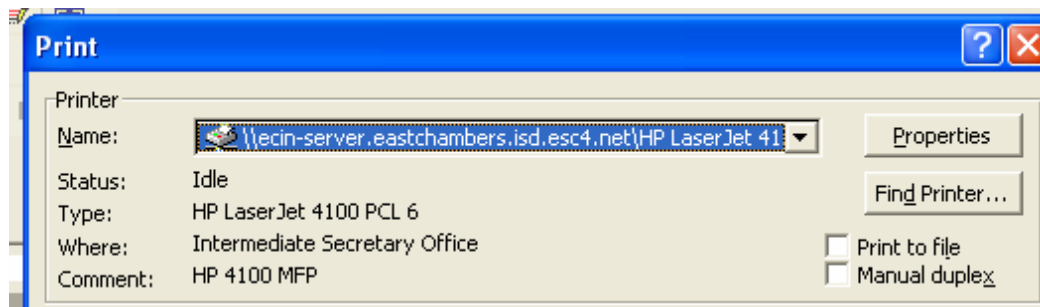 Print
Printer
Name: \\ecin-server.eastchambers.isd.esc4.net\HP LaserJet 41 Properties
Status: Idle Find Printer...
Type: HP LaserJet 4100 PCL 6
Where: Intermediate Secretary Office Print to file
Comment: HP 4100 MFP Manual duplex